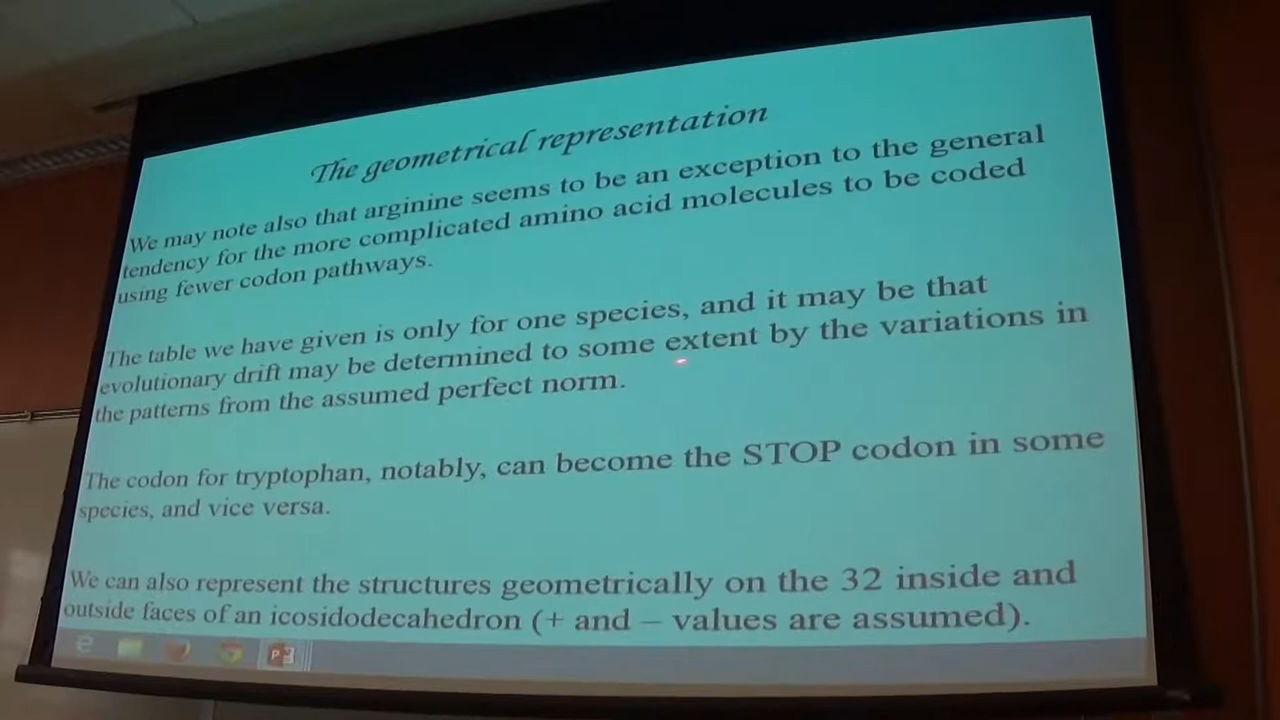 The geometrical representation
We may note also that arginine seems to be an exception to the general
tendency for the more complicated amino acid molecules to be coded
using fewer codon pathways.
The table we have given is only for one species, and it may be that
evolutionary drift may be determined to some extent by the variations in
the patterns from the assumed perfect norm.
The codon for tryptophan, notably, can become the STOP codon in some
species, and vice versa.
We can also represent the structures geometrically on the 32 inside and
outside faces of an icosidodecahedron (+ and – values are assumed).